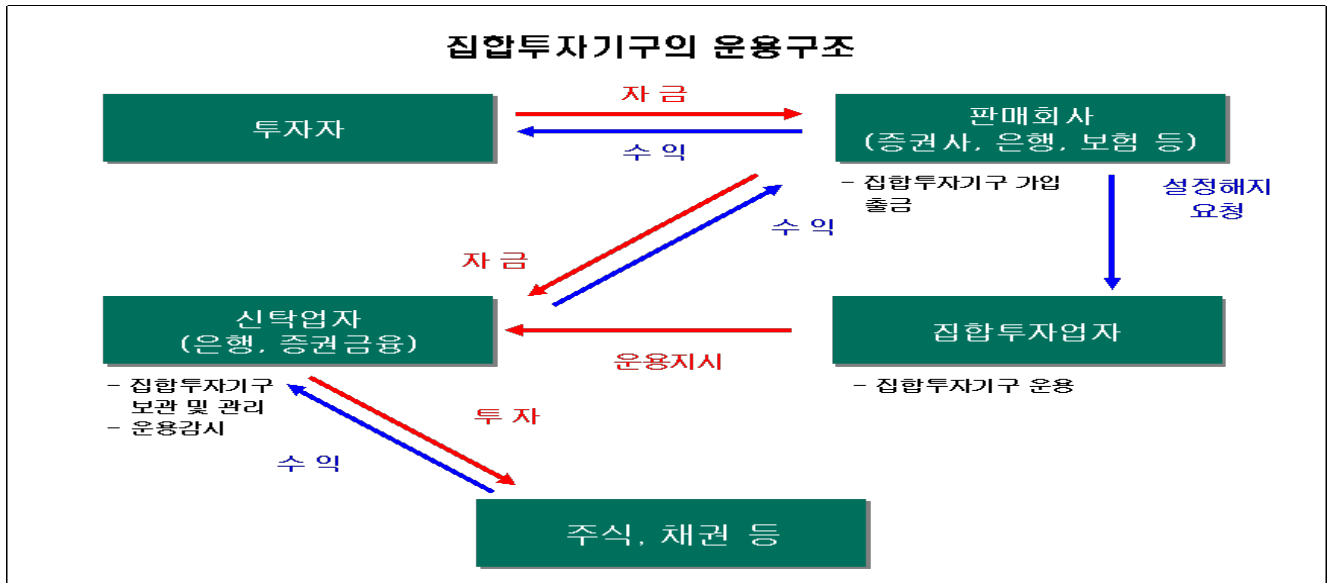 집합투자기구의 운용구조
투자자
자 금
수 익
판매회사
(증권사, 은행, 보험 등)
- 집합투자기구 가입
출금
설정해지
요청
자 금
수 익
신탁업자
(은행, 증권금융)
운용지시
집합투자업자
- 집합투자기구
보관 및 관리
- 운용감시
- 집합투자기구 운용
투 자
수 익
주식, 채권 등